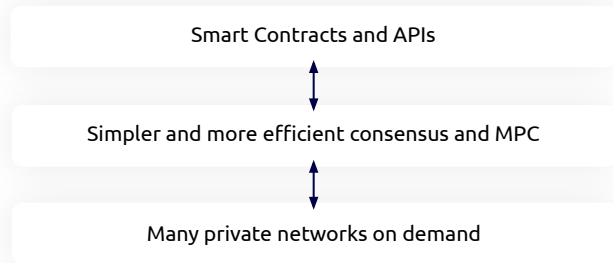 Smart Contracts and APIs
Simpler and more efficient consensus and MPC
Many private networks on demand